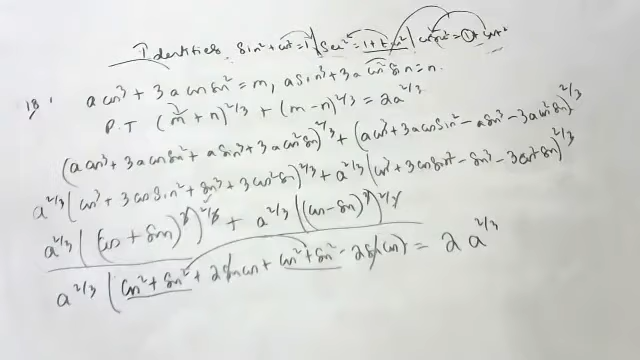 Identities. Sin² + cos² = 1 | Sec² = 1 + tan² | cosec² = 1 + cot²
18. a cos³ + 3a cos sin² = m, a sin³ + 3a cos² sin = n.
P.T (m + n)^2/3 + (m - n)^2/3 = 2a^2/3
(a cos³ + 3a cos sin² + a sin³ + 3a cos² sin)^2/3 + (a cos³ + 3a cos sin² - a sin³ - 3a cos² sin)^2/3
a^2/3 (cos³ + 3 cos sin² + sin³ + 3 cos² sin)^2/3 + a^2/3 (cos³ + 3 cos sin² - sin³ - 3 cos² sin)^2/3
a^2/3 ((cos + sin)³)^2/3 + a^2/3 ((cos - sin)³)^2/3
a^2/3 (cos² + sin² + 2 sin cos + cos² + sin² - 2 sin cos) = 2 a^2/3